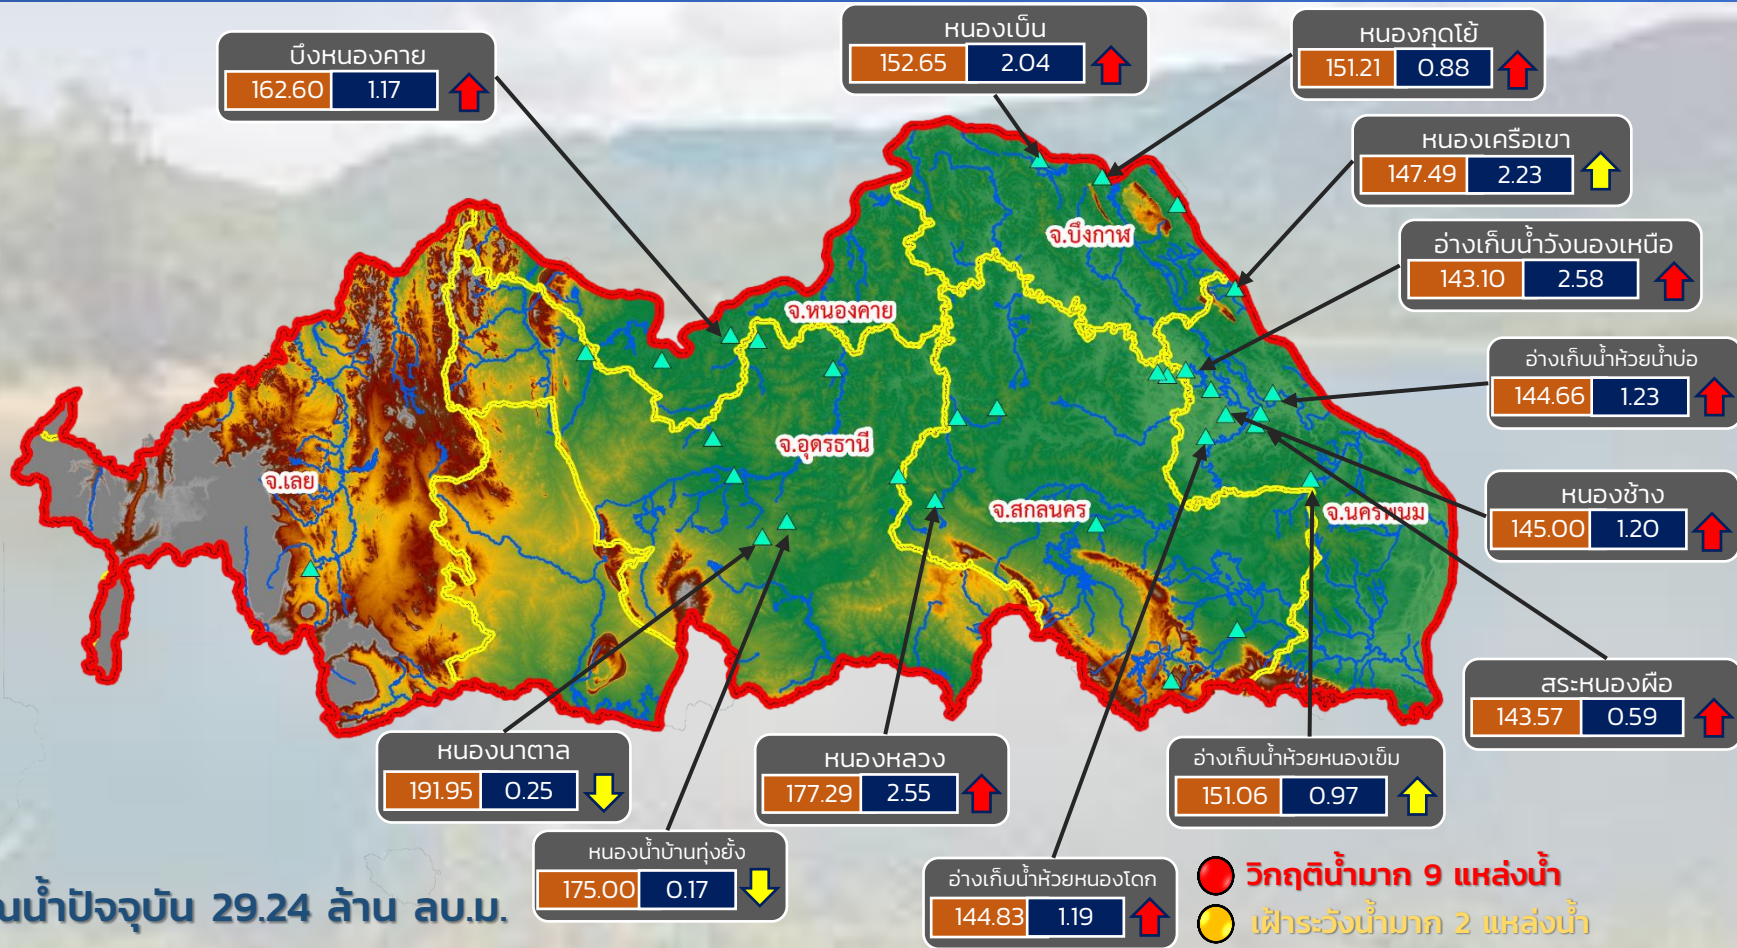 บึงหนองคาย
162.60 1.17
หนองเบ็น
152.65 2.04
หนองกุดโย้
151.21 0.88
หนองเครือเขา
147.49 2.23
อ่างเก็บน้ำวังนองเหนือ
143.10 2.58
อ่างเก็บน้ำห้วยน้ำบ่อ
144.66 1.23
หนองช้าง
145.00 1.20
สระหนองผือ
143.57 0.59
จ.บึงกาฬ
จ.หนองคาย
จ.อุดรธานี
จ.เลย
จ.สกลนคร
จ.นครพนม
หนองนาตาล
191.95 0.25
หนองหลวง
177.29 2.55
อ่างเก็บน้ำห้วยหนองเข็ม
151.06 0.97
หนองน้ำบ้านทุ่งยั้ง
175.00 0.17
อ่างเก็บน้ำห้วยหนองโดก
144.83 1.19
ณน้ำปัจจุบัน 29.24 ล้าน ลบ.ม.
วิกฤติน้ำมาก 9 แหล่งน้ำ
เฝ้าระวังน้ำมาก 2 แหล่งน้ำ